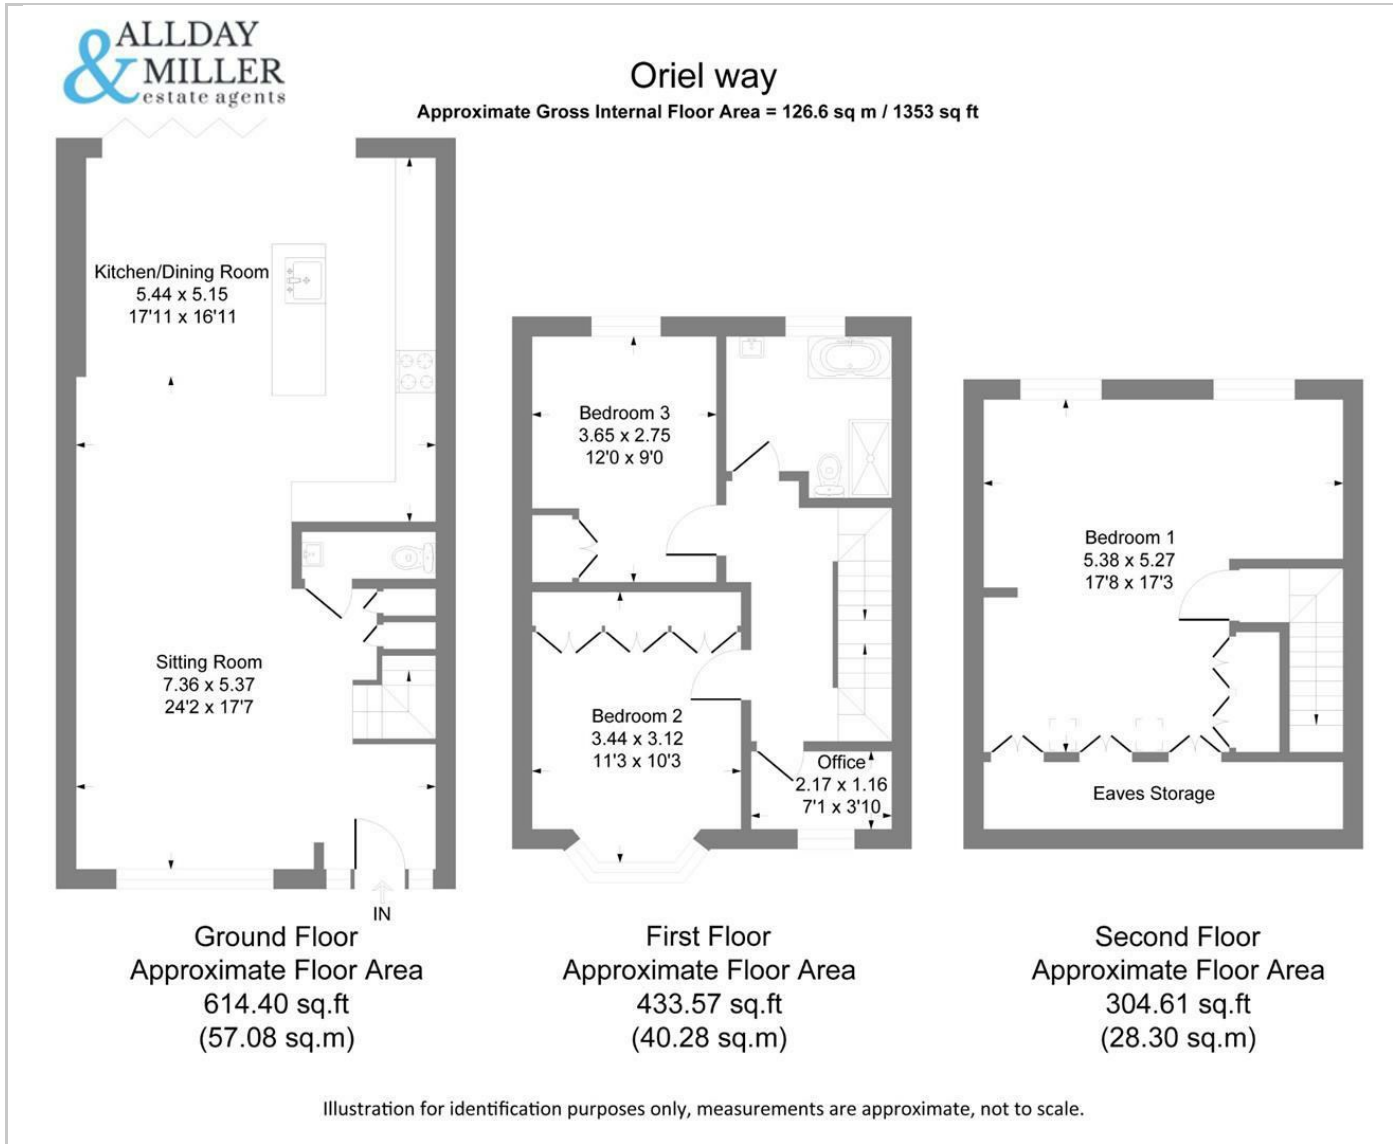 ALLDAY
& MILLER
estate agents
Oriel way
Approximate Gross Internal Floor Area = 126.6 sq m / 1353 sq ft
Kitchen/Dining Room
5.44 x 5.15
17'11 x 16'11
Sitting Room
7.36 x 5.37
24'2 x 17'7
IN
Bedroom 3
3.65 x 2.75
12'0 x 9'0
Bedroom 2
3.44 x 3.12
11'3 x 10'3
Office
2.17 x 1.16
7'1 x 3'10
Bedroom 1
5.38 x 5.27
17'8 x 17'3
Eaves Storage
Ground Floor
Approximate Floor Area
614.40 sq.ft
(57.08 sq.m)
First Floor
Approximate Floor Area
433.57 sq.ft
(40.28 sq.m)
Second Floor
Approximate Floor Area
304.61 sq.ft
(28.30 sq.m)
Illustration for identification purposes only, measurements are approximate, not to scale.